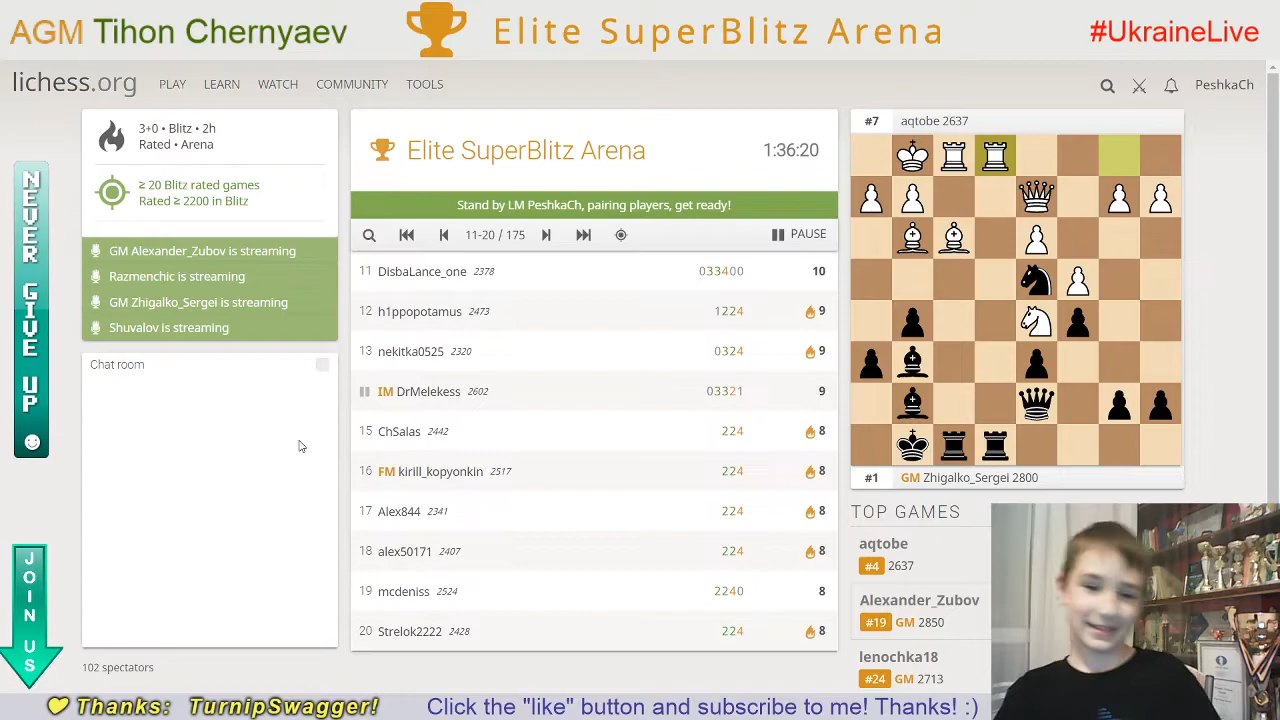 AGM Tihon Chernyaev
Elite SuperBlitz Arena
#UkraineLive
lichess.org
PLAY
LEARN
WATCH
COMMUNITY
TOOLS
PeshkaCh
NEVER GIVE UP
JOIN US
3+0 • Blitz • 2h
Rated • Arena
≥ 20 Blitz rated games
Rated ≥ 2200 in Blitz
GM Alexander_Zubov is streaming
Razmenchic is streaming
GM Zhigalko_Sergei is streaming
Shuvalov is streaming
Chat room
102 spectators
Elite SuperBlitz Arena
1:36:20
Stand by LM PeshkaCh, pairing players, get ready!
11-20 / 175
PAUSE
11 DisbaLance_one 2378 033400 10
12 h1ppopotamus 2473 1224 9
13 nekitka0525 2320 0324 9
IM DrMelekess 2602 03321 9
15 ChSalas 2442 224 8
16 FM kirill_kopyonkin 2517 224 8
17 Alex844 2341 224 8
18 alex50171 2407 224 8
19 mcdeniss 2524 2240 8
20 Strelok2222 2428 224 8
#7 aqtobe 2637
#1 GM Zhigalko_Sergei 2800
TOP GAMES
aqtobe
#4 2637
Alexander_Zubov
#19 GM 2850
lenochka18
#24 GM 2713
Thanks: TurnipSwagger!
Click the "like" button and subscribe to me! Thanks! :)